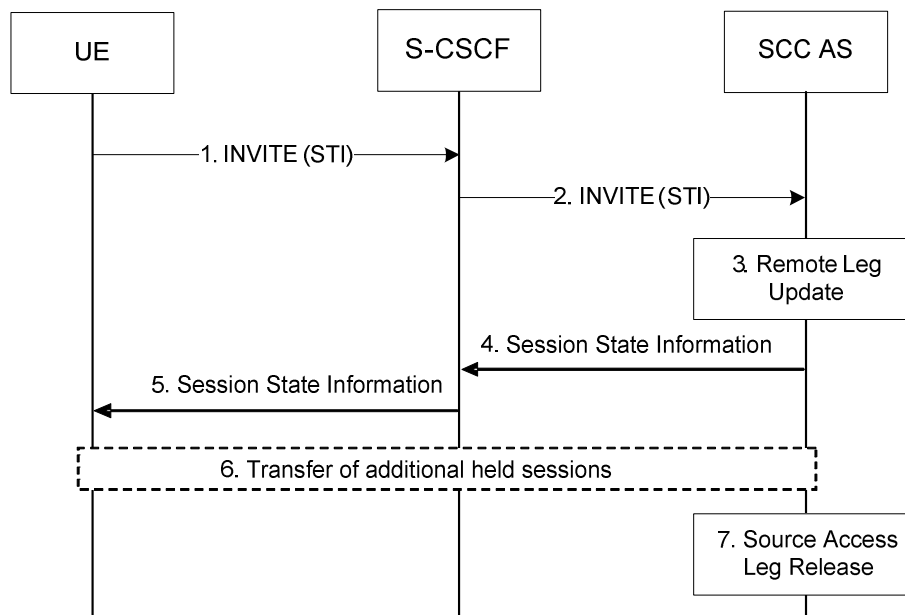 UE
S-CSCF
SCC AS
1. INVITE (STI)
2. INVITE (STI)
3. Remote Leg
Update
4. Session State Information
5. Session State Information
6. Transfer of additional held sessions
7. Source Access
Leg Release